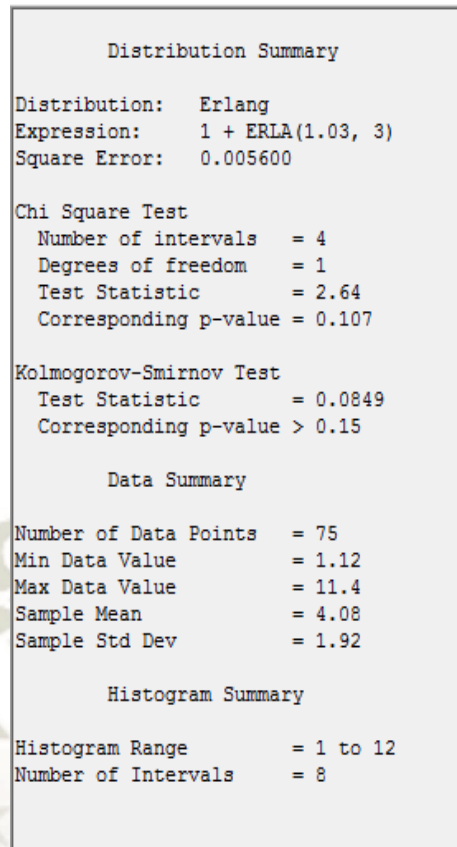 Distribution Summary
Distribution: Erlang
Expression: 1 + ERLA(1.03, 3)
Square Error: 0.005600
Chi Square Test
Number of intervals = 4
Degrees of freedom = 1
Test Statistic = 2.64
Corresponding p-value = 0.107
Kolmogorov-Smirnov Test
Test Statistic = 0.0849
Corresponding p-value > 0.15
Data Summary
Number of Data Points = 75
Min Data Value = 1.12
Max Data Value = 11.4
Sample Mean = 4.08
Sample Std Dev = 1.92
Histogram Summary
Histogram Range = 1 to 12
Number of Intervals = 8